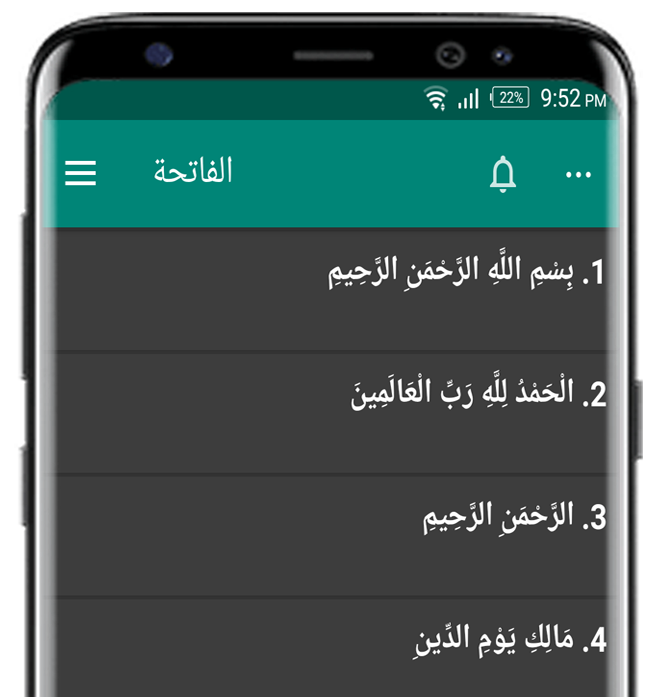 22% 9:52 PM
الفاتحة
1. بِسْمِ اللَّهِ الرَّحْمَنِ الرَّحِيمِ
2. الْحَمْدُ لِلَّهِ رَبِّ الْعَالَمِينَ
3. الرَّحْمَنِ الرَّحِيمِ
4. مَالِكِ يَوْمِ الدِّينِ